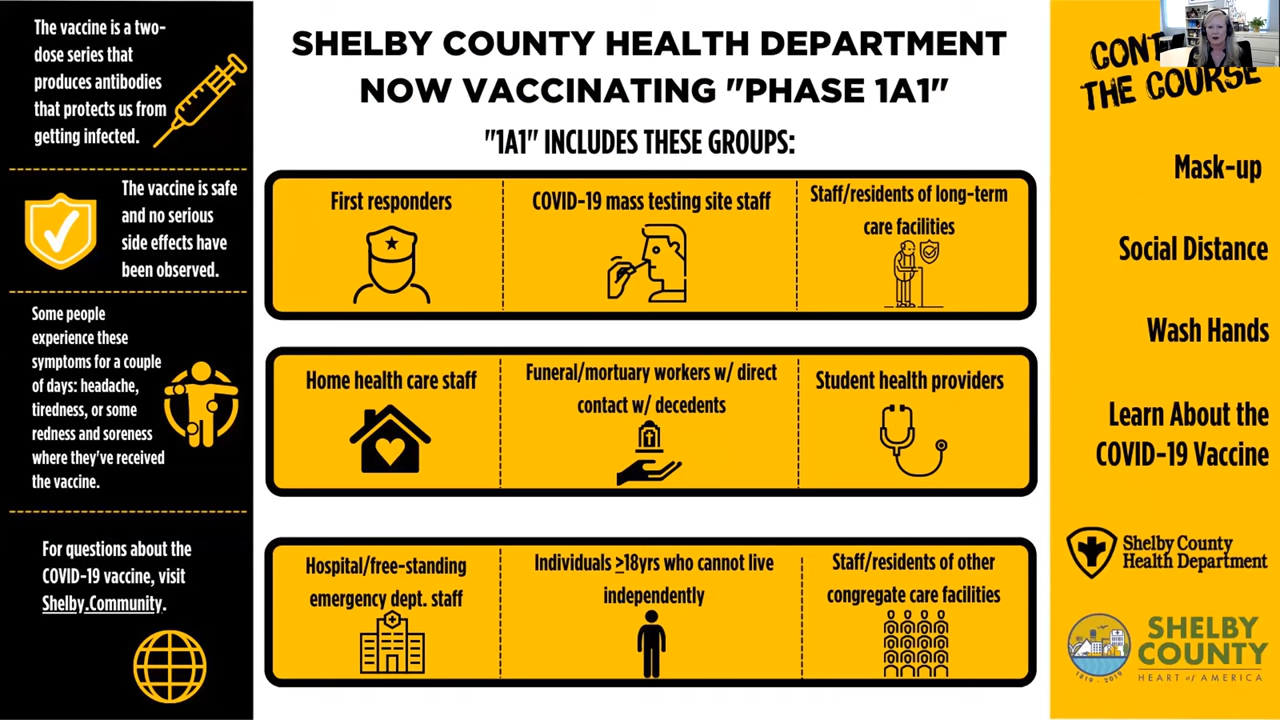 The vaccine is a two-
dose series that
produces antibodies
that protects us from
getting infected.
The vaccine is safe
and no serious
side effects have
been observed.
Some people
experience these
symptoms for a couple
of days: headache,
tiredness, or some
redness and soreness
where they've received
the vaccine.
For questions about the
COVID-19 vaccine, visit
Shelby.Community.
SHELBY COUNTY HEALTH DEPARTMENT
NOW VACCINATING "PHASE 1A1"
"1A1" INCLUDES THESE GROUPS:
First responders
COVID-19 mass testing site staff
Staff/residents of long-term
care facilities
Home health care staff
Funeral/mortuary workers w/ direct
contact w/ decedents
Student health providers
Hospital/free-standing
emergency dept. staff
Individuals ≥18yrs who cannot live
independently
Staff/residents of other
congregate care facilities
THE COURSE
Mask-up
Social Distance
Wash Hands
Learn About the
COVID-19 Vaccine
Shelby County
Health Department
SHELBY
COUNTY
HEART of AMERICA
1819 - 2019